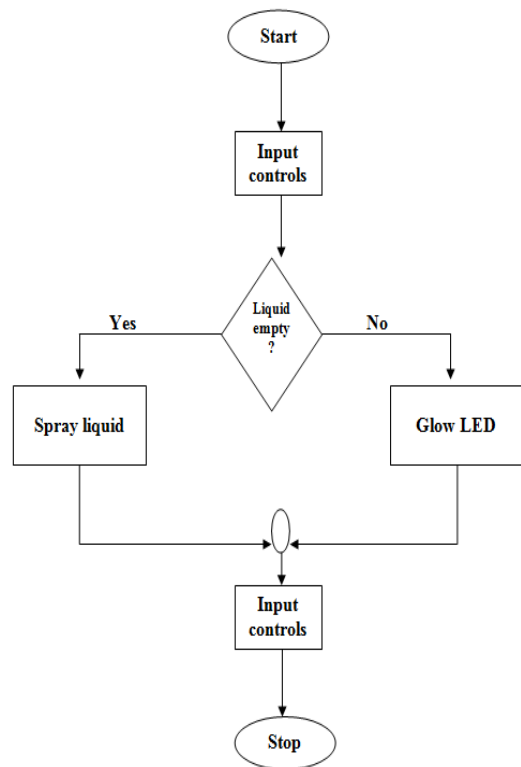 Start
Input
controls
Liquid
empty
?
Yes
No
Spray liquid
Glow LED
Input
controls
Stop